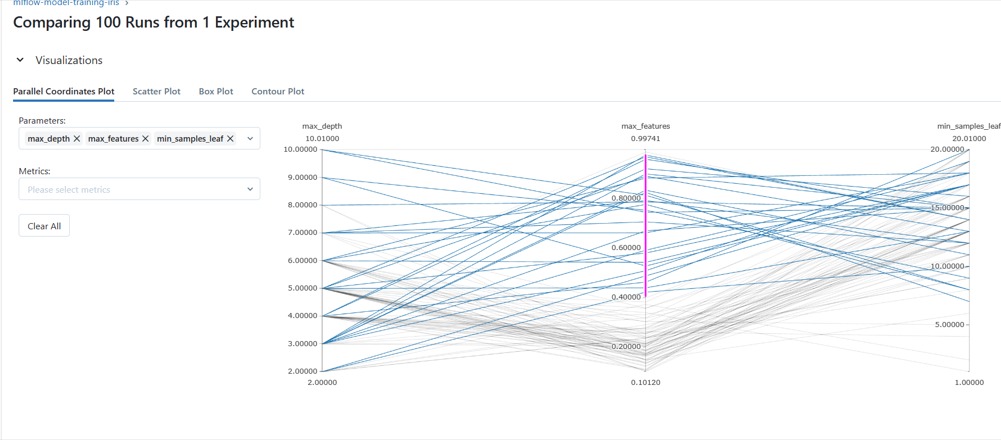 mlflow-model-training-iris ›
Comparing 100 Runs from 1 Experiment
Visualizations
Parallel Coordinates Plot Scatter Plot Box Plot Contour Plot
Parameters:
max_depth × max_features × min_samples_leaf ×
Metrics:
Please select metrics
Clear All
max_depth max_features min_samples_leaf
10.01000 0.99741 20.01000
10.00000
9.00000
8.00000
7.00000
6.00000
5.00000
4.00000
3.00000
2.00000
2.00000
0.80000
0.60000
0.40000
0.20000
0.10120
20.00000
15.00000
10.00000
5.00000
1.00000